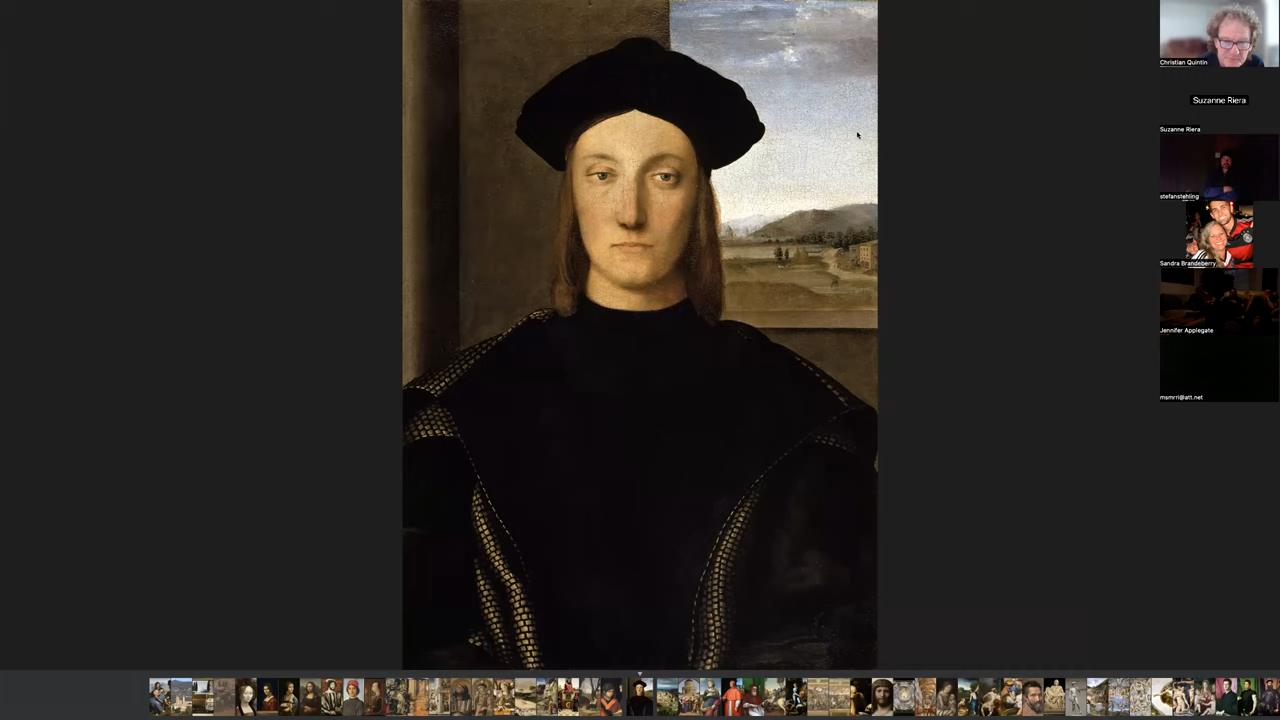 Christian Quintin
Suzanne Riera
Suzanne Riera
stefanstehling
Sandra Brandeberry
Jennifer Applegate
msmrri@att.net